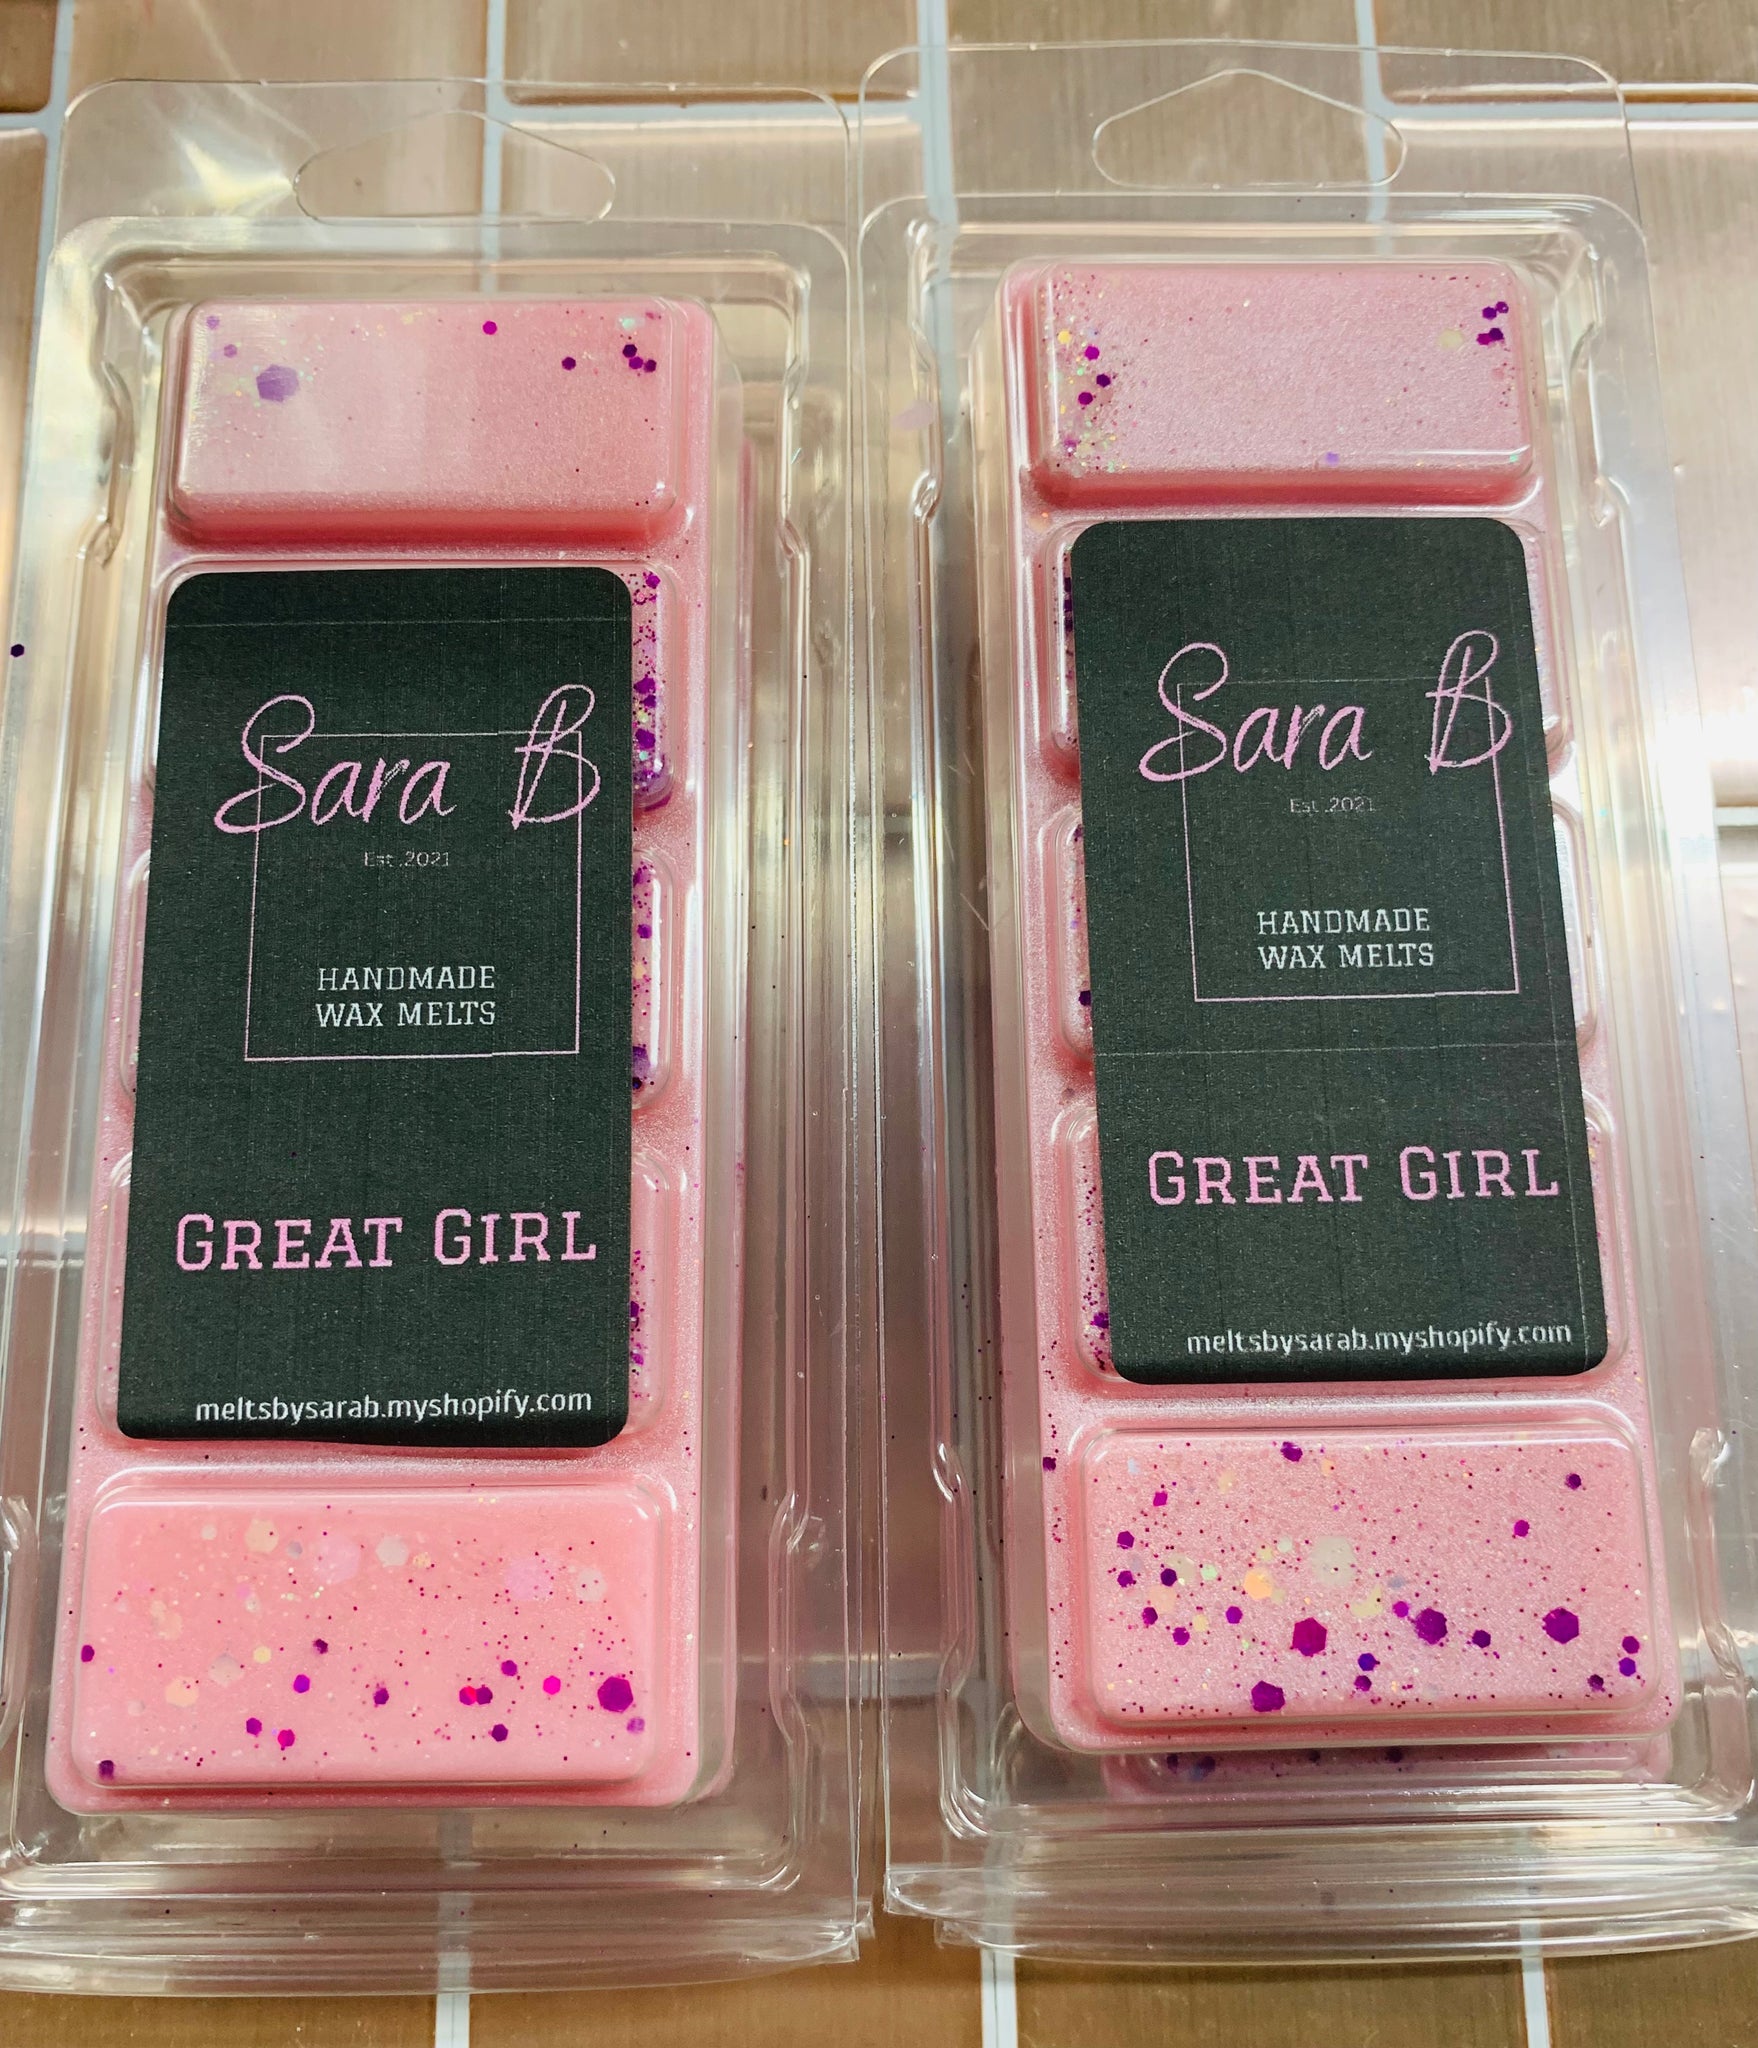 Sara B
Est .2021
HANDMADE
WAX MELTS
GREAT GIRL
meltsbysarab.myshopify.com
Sara B
Est .2021
HANDMADE
WAX MELTS
GREAT GIRL
meltsbysarab.myshopify.com